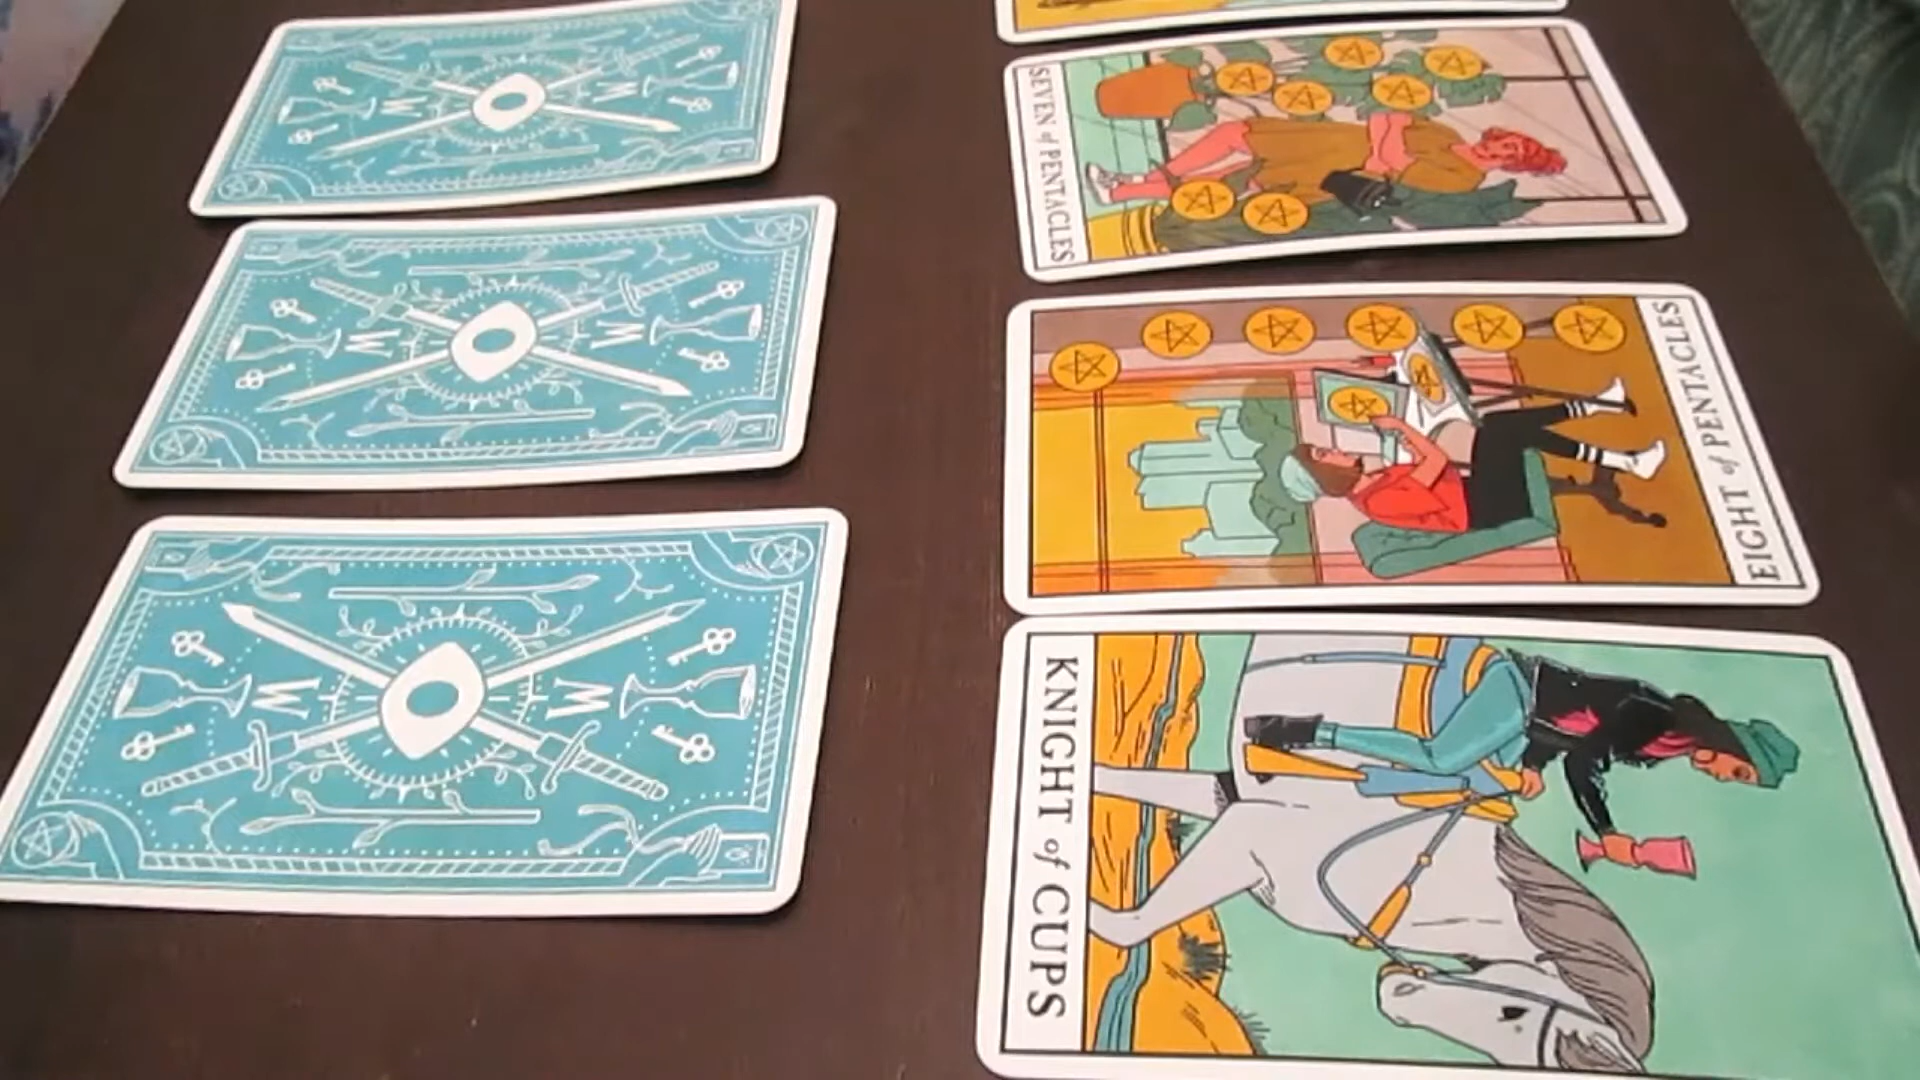 SEVEN of PENTACLES
EIGHT of PENTACLES
KNIGHT of CUPS
W W
W W
W W